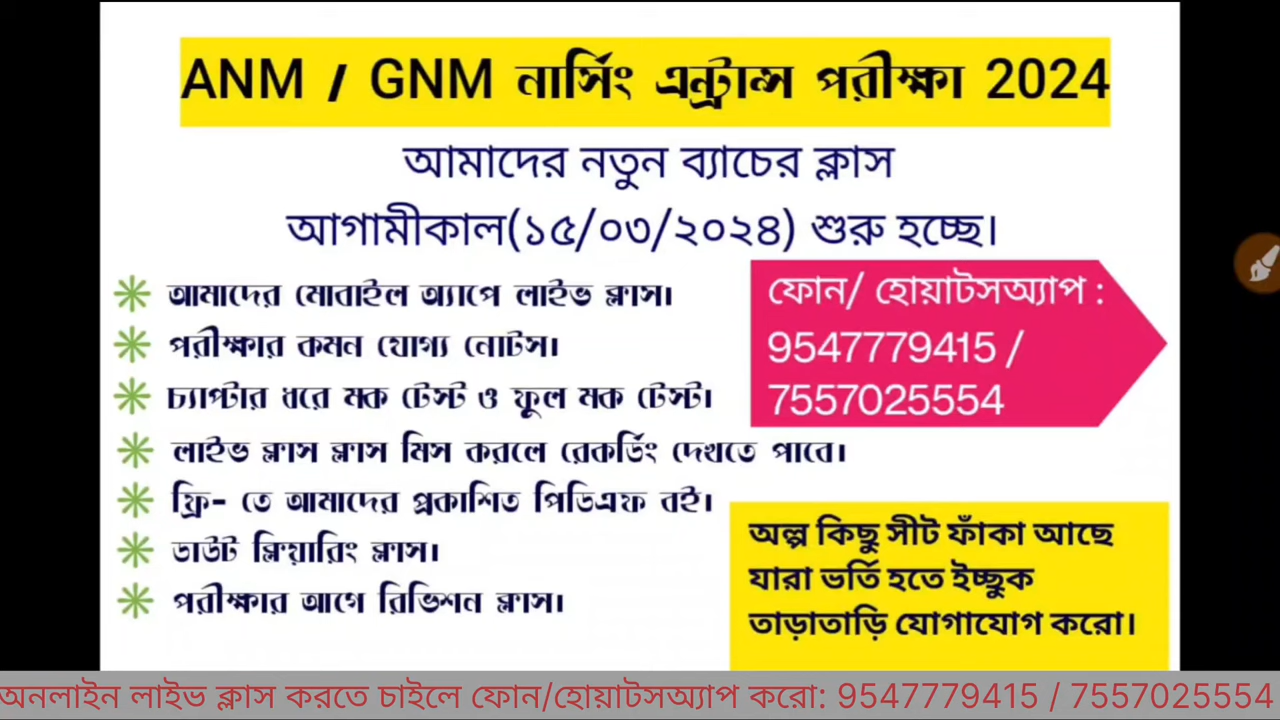 ANM / GNM নার্সিং এন্ট্রান্স পরীক্ষা 2024
আমাদের নতুন ব্যাচের ক্লাস
আগামীকাল(১৫/০৩/২০২৪) শুরু হচ্ছে।
আমাদের মোবাইল অ্যাপে লাইভ ক্লাস।
পরীক্ষার কমন যোগ্য নোটস।
চ্যাপ্টার ধরে মক টেস্ট ও ফুল মক টেস্ট।
লাইভ ক্লাস ক্লাস মিস করলে রেকর্ডিং দেখতে পাবে।
ফ্রি- তে আমাদের প্রকাশিত পিডিএফ বই।
ডাউট ক্লিয়ারিং ক্লাস।
পরীক্ষার আগে রিভিশন ক্লাস।
ফোন/ হোয়াটসঅ্যাপ :
9547779415 /
7557025554
অল্প কিছু সীট ফাঁকা আছে
যারা ভর্তি হতে ইচ্ছুক
তাড়াতাড়ি যোগাযোগ করো।
অনলাইন লাইভ ক্লাস করতে চাইলে ফোন/হোয়াটসঅ্যাপ করো: 9547779415 / 7557025554